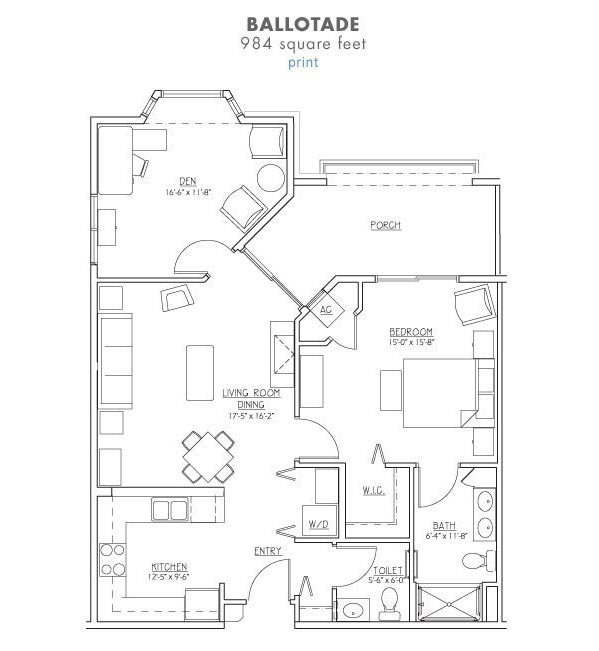 BALLOTADE
984 square feet
print
DEN
16'-6" x 11'-8"
PORCH
AC
BEDROOM
15'-0" x 15'-8"
LIVING ROOM
DINING
17'-5" x 16'-2"
W.I.C.
W/D
BATH
6'-4" x 11'-8"
ENTRY
KITCHEN
12'-5" x 9'-6"
TOILET
5'-6" x 6'-0"